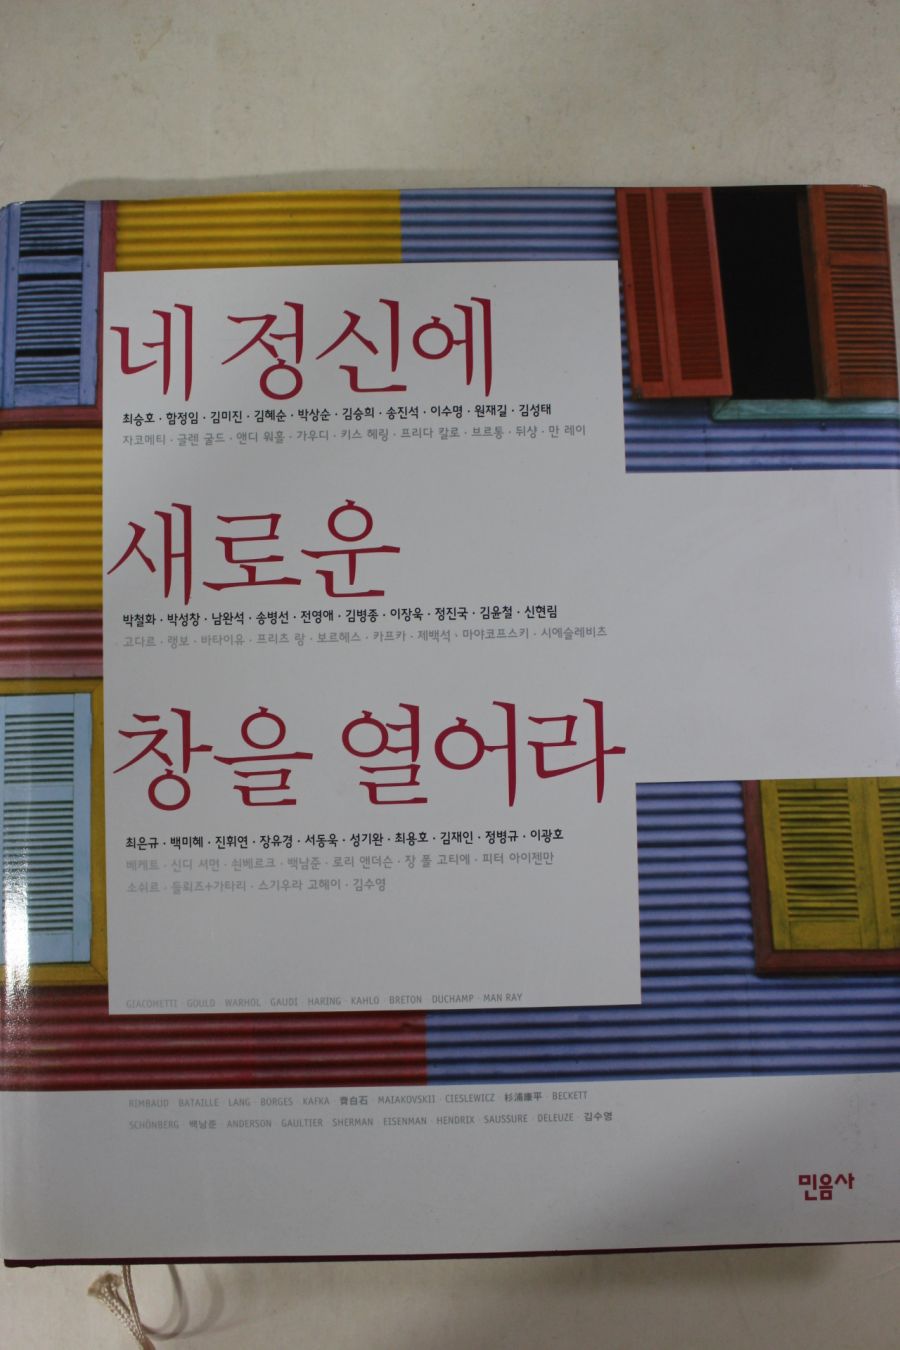 네 정신에
최승호 · 함정임 · 김미진 · 김혜순 · 박상순 · 김승희 · 송진석 · 이수명 · 원재길 · 김성태
자코메티 · 글렌 굴드 · 앤디 워홀 · 가우디 · 키스 헤링 · 프리다 칼로 · 브르통 · 뒤샹 · 만 레이
새로운
박철화 · 박성창 · 남완석 · 송병선 · 전영애 · 김병종 · 이장욱 · 정진국 · 김윤철 · 신현림
고다르 · 랭보 · 바타이유 · 프리츠 랑 · 보르헤스 · 카프카 · 제백석 · 마야코프스키 · 시에슬레비츠
창을 열어라
최은규 · 백미혜 · 진휘연 · 장유경 · 서동욱 · 성기완 · 최용호 · 김재인 · 정병규 · 이광호
베케트 · 신디 셔먼 · 쇤베르크 · 백남준 · 로리 앤더슨 · 장 폴 고티에 · 피터 아이젠만
소쉬르 · 들뢰즈+가타리 · 스기우라 고헤이 · 김수영
GIACOMETTI · GOULD · WARHOL · GAUDI · HARING · KAHLO · BRETON · DUCHAMP · MAN RAY
RIMBAUD · BATAILLE · LANG · BORGES · KAFKA · 齊白石 · MAIAKOVSKII · CIESLEWICZ · 杉浦康平 · BECKETT
SCHÖNBERG · 백남준 · ANDERSON · GAULTIER · SHERMAN · EISENMAN · HENDRIX · SAUSSURE · DELEUZE · 김수영
민음사